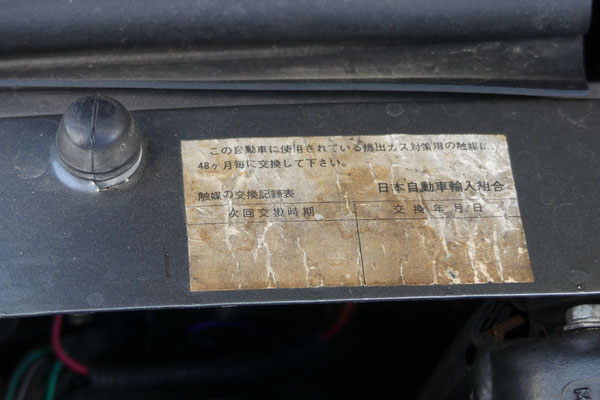 この自動車に使用されている排出ガス対策用の触媒は
48ヶ月毎に交換して下さい。
触媒の交換記録表 日本自動車輸入組合
次回交換時期 交換年月日